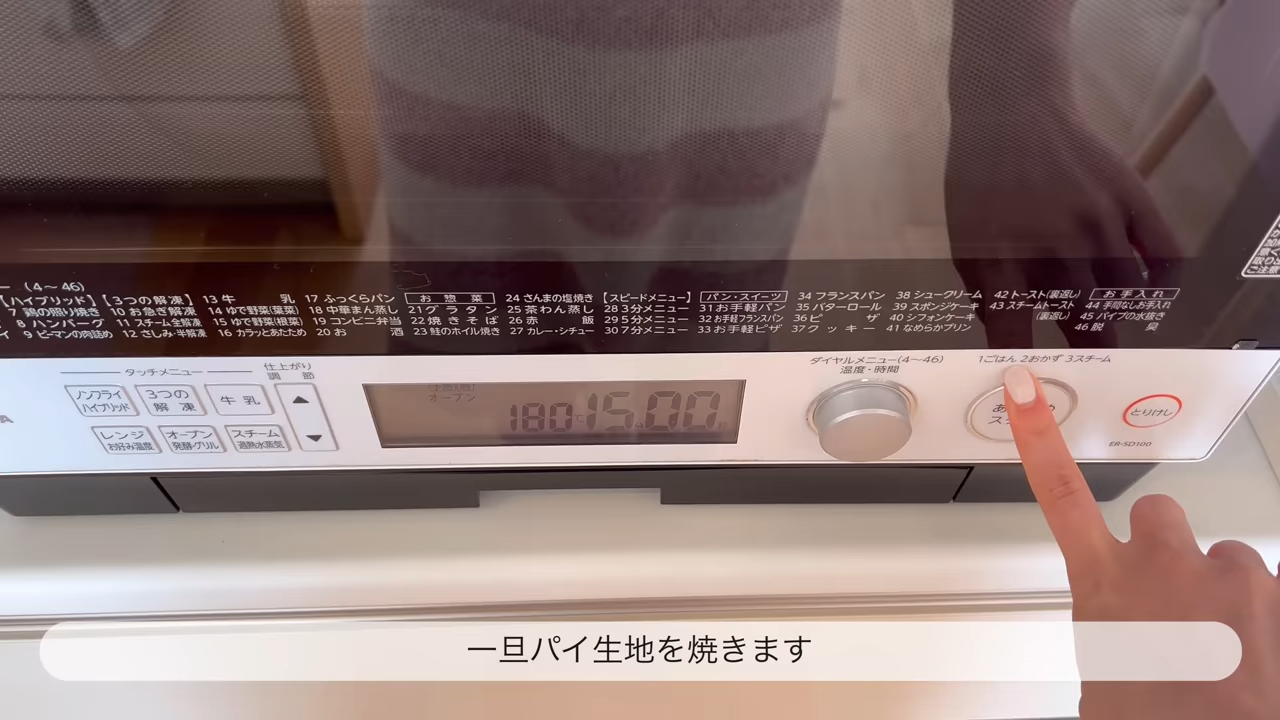 ー (4～46)
【ハイブリッド】【3つの解凍】 13 牛 乳 17 ふっくらパン お惣菜 24 さんまの塩焼き 【スピードメニュー】 パン・スイーツ 34 フランスパン 38 シュークリーム 42 トースト(裏返し) お手入れ
7 鶏の照り焼き 10 お急ぎ解凍 14 ゆで野菜(葉菜) 18 中華まん蒸し 21 グラタン 25 茶わん蒸し 28 3分メニュー 31 お手軽パン 35 バターロール 39 スポンジケーキ 43 スチームトースト 44 手間なしお手入れ
8 ハンバーグ 11 スチーム全解凍 15 ゆで野菜(根菜) 19 コンビニ弁当 22 焼きそば 26 赤飯 29 5分メニュー 32 お手軽フランスパン 36 ピザ 40 シフォンケーキ (裏返し) 45 パイプの水抜き
イ 9 ピーマンの肉詰め 12 さしみ・半解凍 16 カラッとあたため 20 お酒 23 鮭のホイル焼き 27 カレー・シチュー 30 7分メニュー 33 お手軽ピザ 37 クッキー 41 なめらかプリン 46 脱臭
タッチメニュー
仕上がり
調節
ノンフライ
ハイブリッド
3つの
解凍
牛乳
レンジ
お好み温度
オーブン
発酵・グリル
スチーム
過熱水蒸気
オーブン
180℃ 15:00
ダイヤルメニュー(4～46)
温度・時間
1ごはん 2おかず 3スチーム
とりけし
ER-SD100
一旦パイ生地を焼きます